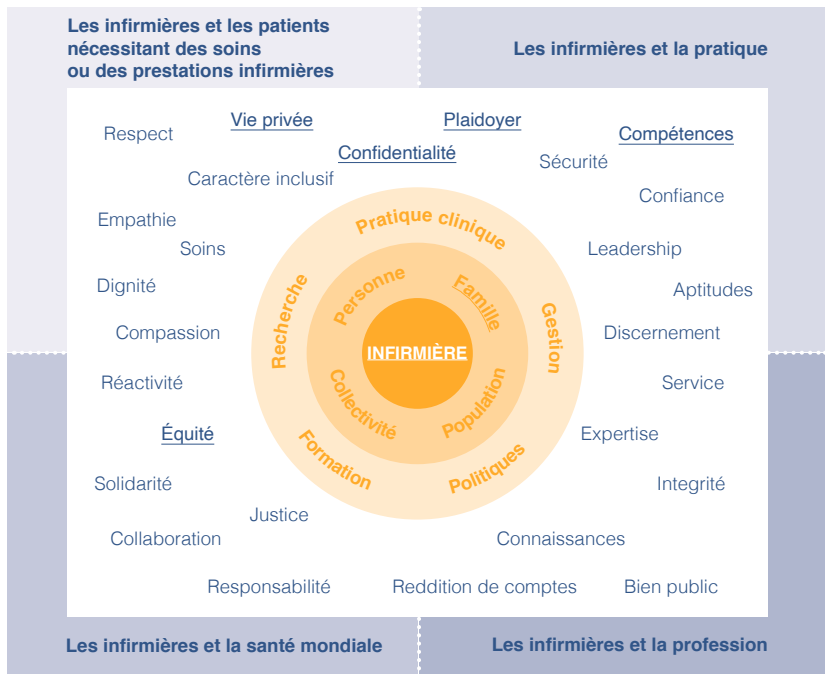 Les infirmières et les patients
nécessitant des soins
ou des prestations infirmières
Les infirmières et la pratique
Respect
Vie privée
Plaidoyer
Compétences
Confidentialité
Sécurité
Caractère inclusif
Confiance
Empathie
Soins
Leadership
Dignité
Aptitudes
Compassion
Discernement
Réactivité
Service
Équité
Expertise
Solidarité
Integrité
Justice
Collaboration
Connaissances
Responsabilité
Reddition de comptes
Bien public
Pratique clinique
Recherche
Gestion
Formation
Politiques
Personne
Famille
Collectivité
Population
INFIRMIÈRE
Les infirmières et la santé mondiale
Les infirmières et la profession